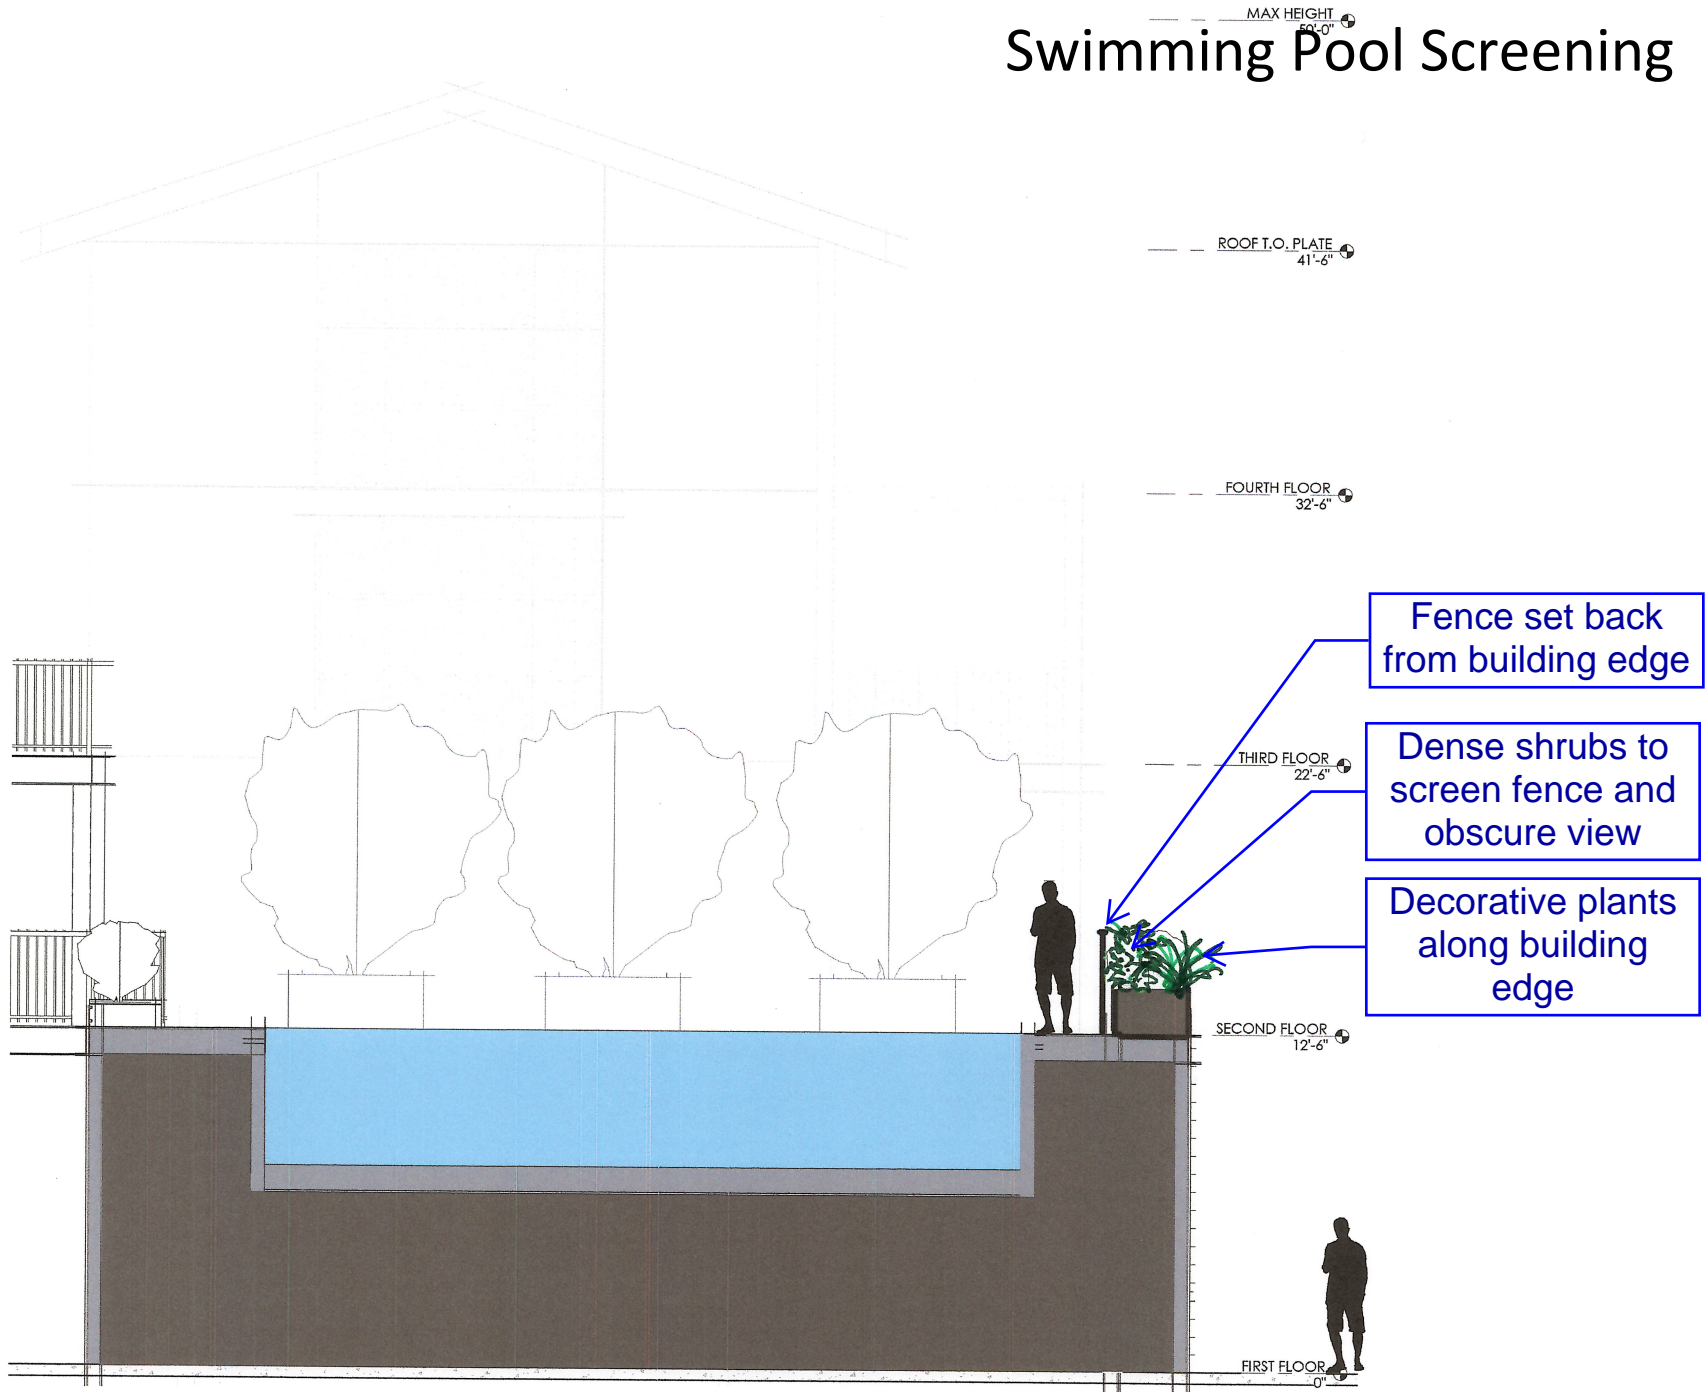 MAX HEIGHT
50'-0"
Swimming Pool Screening
ROOF T.O. PLATE
41'-6"
FOURTH FLOOR
32'-6"
Fence set back
from building edge
THIRD FLOOR
22'-6"
Dense shrubs to
screen fence and
obscure view
Decorative plants
along building
edge
SECOND FLOOR
12'-6"
FIRST FLOOR
0"